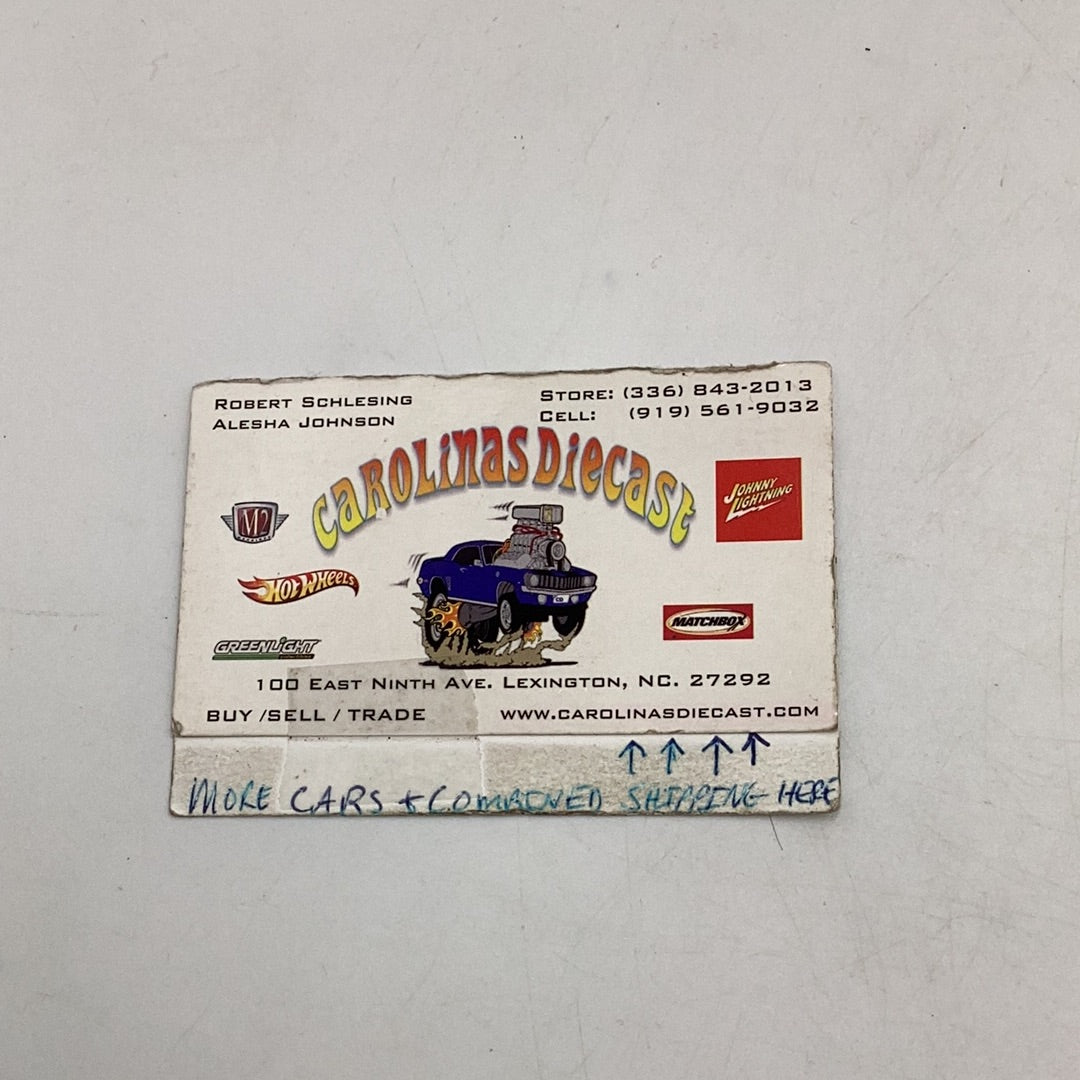 ROBERT SCHLESING
ALESHA JOHNSON
STORE: (336) 843-2013
CELL: (919) 561-9032
CAROLINAS DIECAST
M2
JOHNNY LIGHTNING
HOT WHEELS
MATCHBOX
GREENLIGHT
100 EAST NINTH AVE. LEXINGTON, NC. 27292
BUY /SELL / TRADE
WWW.CAROLINASDIECAST.COM
MORE CARS + COMBINED SHIPPING HERE